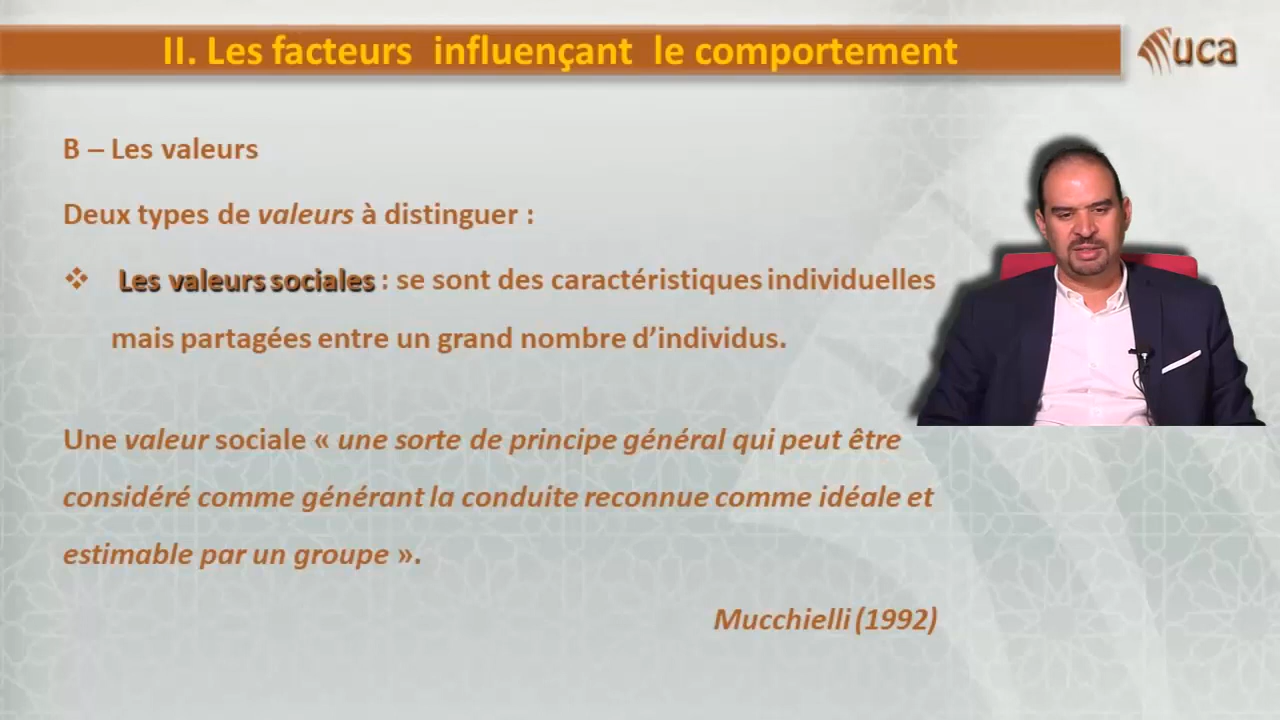 II. Les facteurs influençant le comportement
uca
B – Les valeurs
Deux types de valeurs à distinguer :
❖ Les valeurs sociales : se sont des caractéristiques individuelles
mais partagées entre un grand nombre d’individus.
Une valeur sociale « une sorte de principe général qui peut être
considéré comme générant la conduite reconnue comme idéale et
estimable par un groupe ».
Mucchielli (1992)